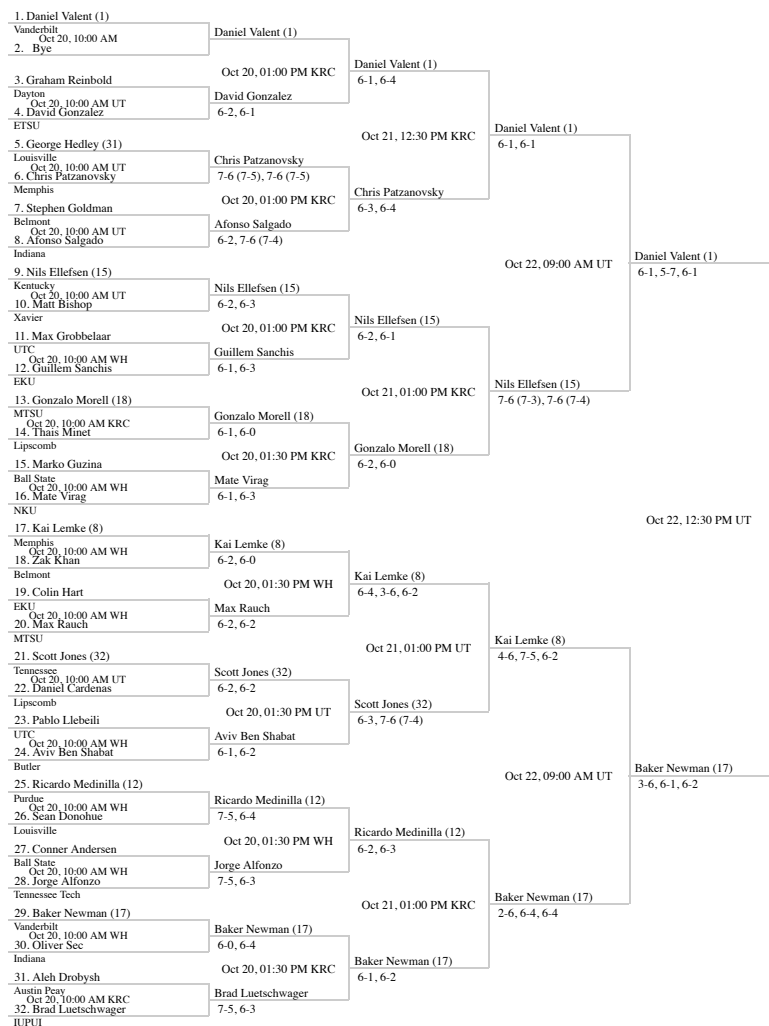 1. Daniel Valent (1)
Vanderbilt
Oct 20, 10:00 AM
2. Bye
3. Graham Reinbold
Dayton
Oct 20, 10:00 AM UT
4. David Gonzalez
ETSU
5. George Hedley (31)
Louisville
Oct 20, 10:00 AM UT
6. Chris Patzanovsky
Memphis
7. Stephen Goldman
Belmont
Oct 20, 10:00 AM UT
8. Afonso Salgado
Indiana
9. Nils Ellefsen (15)
Kentucky
Oct 20, 10:00 AM UT
10. Matt Bishop
Xavier
11. Max Grobbelaar
UTC
Oct 20, 10:00 AM WH
12. Guillem Sanchis
EKU
13. Gonzalo Morell (18)
MTSU
Oct 20, 10:00 AM KRC
14. Thais Minet
Lipscomb
15. Marko Guzina
Ball State
Oct 20, 10:00 AM WH
16. Mate Virag
NKU
17. Kai Lemke (8)
Memphis
Oct 20, 10:00 AM WH
18. Zak Khan
Belmont
19. Colin Hart
EKU
Oct 20, 10:00 AM WH
20. Max Rauch
MTSU
21. Scott Jones (32)
Tennessee
Oct 20, 10:00 AM UT
22. Daniel Cardenas
Lipscomb
23. Pablo Llebeili
UTC
Oct 20, 10:00 AM WH
24. Aviv Ben Shabat
Butler
25. Ricardo Medinilla (12)
Purdue
Oct 20, 10:00 AM WH
26. Sean Donohue
Louisville
27. Conner Andersen
Ball State
Oct 20, 10:00 AM WH
28. Jorge Alfonzo
Tennessee Tech
29. Baker Newman (17)
Vanderbilt
Oct 20, 10:00 AM WH
30. Oliver Sec
Indiana
31. Aleh Drobysh
Austin Peay
Oct 20, 10:00 AM KRC
32. Brad Luetschwager
IUPUI
Daniel Valent (1)
Oct 20, 01:00 PM KRC
David Gonzalez
6-2, 6-1
Chris Patzanovsky
7-6 (7-5), 7-6 (7-5)
Oct 20, 01:00 PM KRC
Afonso Salgado
6-2, 7-6 (7-4)
Nils Ellefsen (15)
6-2, 6-3
Oct 20, 01:00 PM KRC
Guillem Sanchis
6-1, 6-3
Gonzalo Morell (18)
6-1, 6-0
Oct 20, 01:30 PM KRC
Mate Virag
6-1, 6-3
Kai Lemke (8)
6-2, 6-0
Oct 20, 01:30 PM WH
Max Rauch
6-2, 6-2
Scott Jones (32)
6-2, 6-2
Oct 20, 01:30 PM UT
Aviv Ben Shabat
6-1, 6-2
Ricardo Medinilla (12)
7-5, 6-4
Oct 20, 01:30 PM WH
Jorge Alfonzo
7-5, 6-3
Baker Newman (17)
6-0, 6-4
Oct 20, 01:30 PM KRC
Brad Luetschwager
7-5, 6-3
Daniel Valent (1)
6-1, 6-4
Oct 21, 12:30 PM KRC
Chris Patzanovsky
6-3, 6-4
Nils Ellefsen (15)
6-2, 6-1
Oct 21, 01:00 PM KRC
Gonzalo Morell (18)
6-2, 6-0
Kai Lemke (8)
6-4, 3-6, 6-2
Oct 21, 01:00 PM UT
Scott Jones (32)
6-3, 7-6 (7-4)
Ricardo Medinilla (12)
6-2, 6-3
Oct 21, 01:00 PM KRC
Baker Newman (17)
6-1, 6-2
Daniel Valent (1)
6-1, 6-1
Oct 22, 09:00 AM UT
Nils Ellefsen (15)
7-6 (7-3), 7-6 (7-4)
Kai Lemke (8)
4-6, 7-5, 6-2
Oct 22, 09:00 AM UT
Baker Newman (17)
2-6, 6-4, 6-4
Daniel Valent (1)
6-1, 5-7, 6-1
Oct 22, 12:30 PM UT
Baker Newman (17)
3-6, 6-1, 6-2